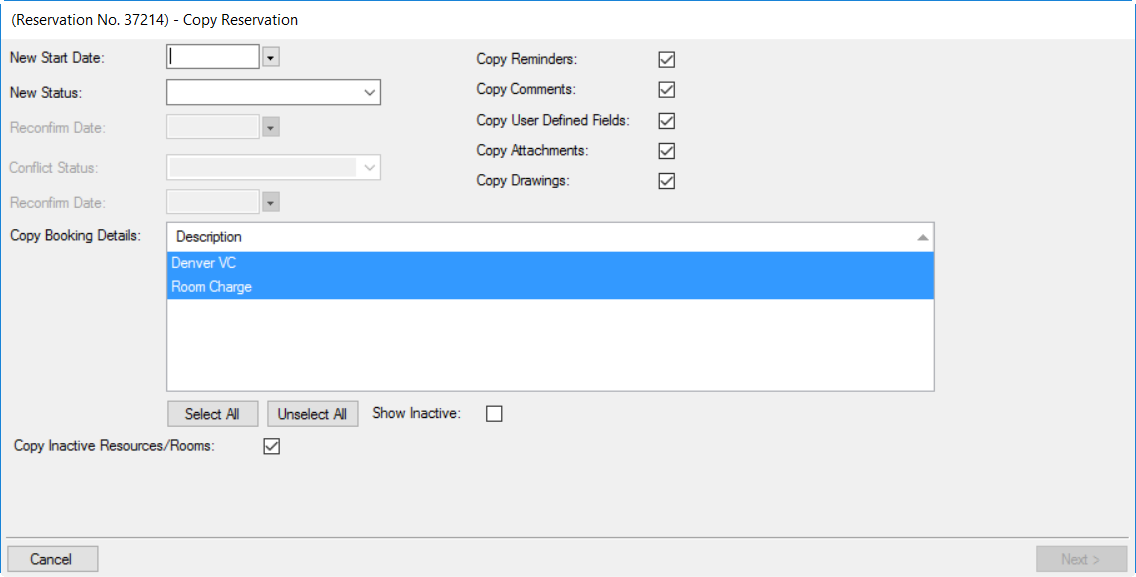 (Reservation No. 37214) - Copy Reservation
New Start Date:
New Status:
Reconfirm Date:
Conflict Status:
Reconfirm Date:
Copy Reminders:
Copy Comments:
Copy User Defined Fields:
Copy Attachments:
Copy Drawings:
Copy Booking Details:
Description
Denver VC
Room Charge
Select All Unselect All Show Inactive:
Copy Inactive Resources/Rooms:
Cancel Next >